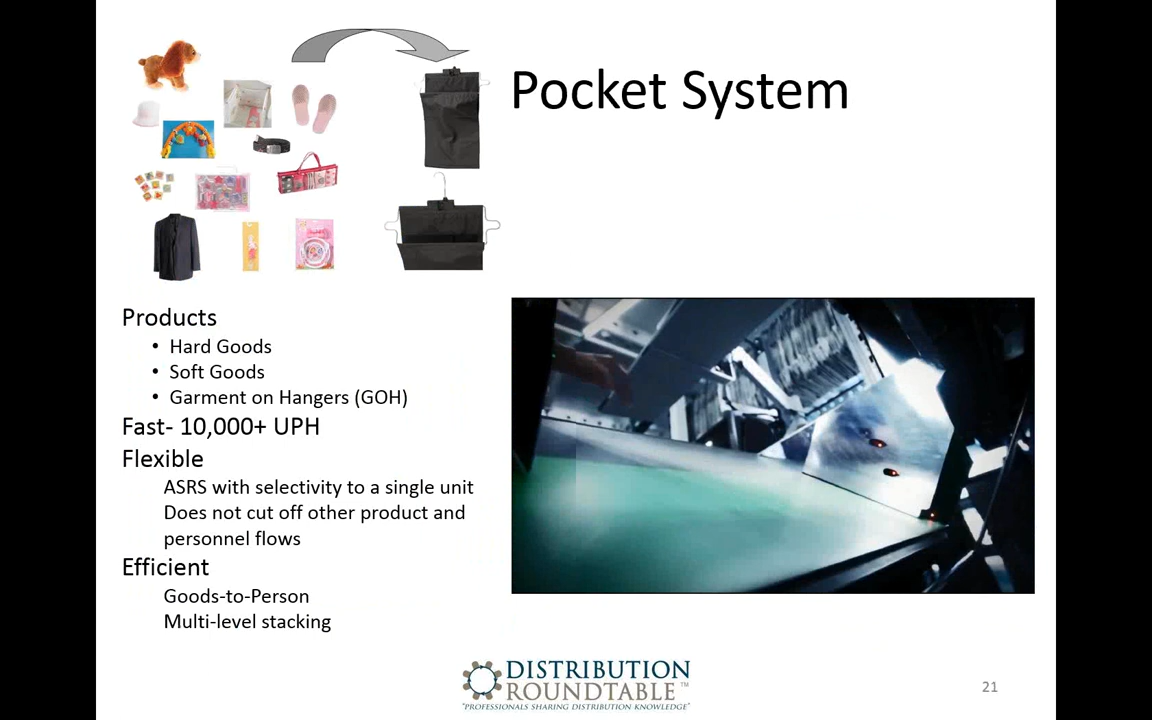 Pocket System
Products
• Hard Goods
• Soft Goods
• Garment on Hangers (GOH)
Fast- 10,000+ UPH
Flexible
ASRS with selectivity to a single unit
Does not cut off other product and
personnel flows
Efficient
Goods-to-Person
Multi-level stacking
DISTRIBUTION
ROUNDTABLE™
"PROFESSIONALS SHARING DISTRIBUTION KNOWLEDGE"
21